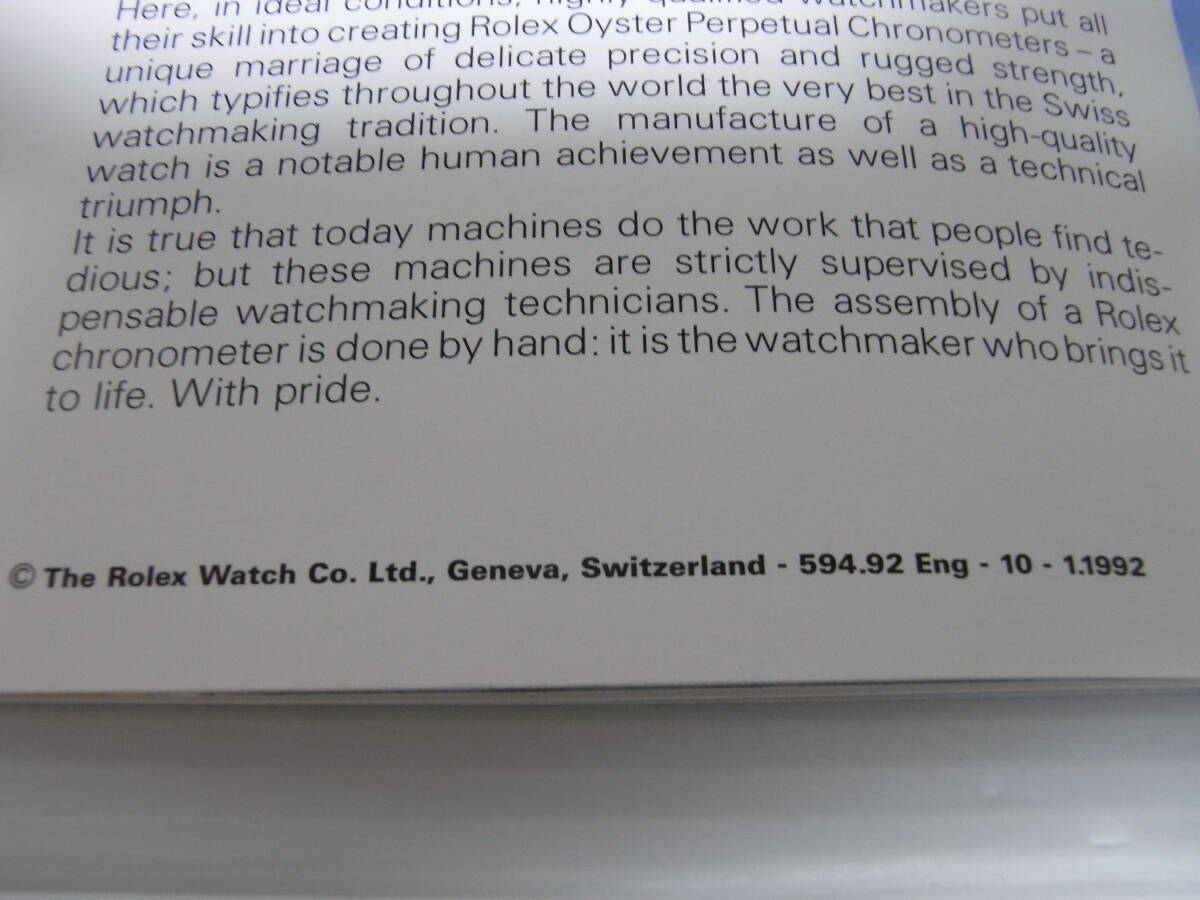 Here, in ideal conditions, highly qualified watchmakers put all
their skill into creating Rolex Oyster Perpetual Chronometers – a
unique marriage of delicate precision and rugged strength,
which typifies throughout the world the very best in the Swiss
watchmaking tradition. The manufacture of a high-quality
watch is a notable human achievement as well as a technical
triumph.
It is true that today machines do the work that people find te-
dious; but these machines are strictly supervised by indis-
pensable watchmaking technicians. The assembly of a Rolex
chronometer is done by hand: it is the watchmaker who brings it
to life. With pride.
© The Rolex Watch Co. Ltd., Geneva, Switzerland - 594.92 Eng - 10 - 1.1992